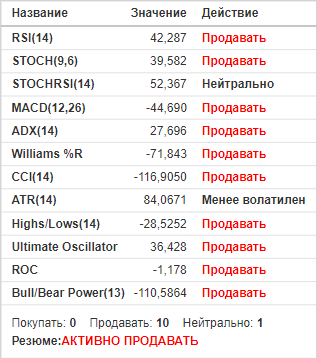 Название Значение Действие
RSI(14) 42,287 Продавать
STOCH(9,6) 39,582 Продавать
STOCHRSI(14) 52,367 Нейтрально
MACD(12,26) -44,690 Продавать
ADX(14) 27,696 Продавать
Williams %R -71,843 Продавать
CCI(14) -116,9050 Продавать
ATR(14) 84,0671 Менее волатилен
Highs/Lows(14) -28,5252 Продавать
Ultimate Oscillator 36,428 Продавать
ROC -1,178 Продавать
Bull/Bear Power(13) -110,5864 Продавать
Покупать: 0 Продавать: 10 Нейтрально: 1
Резюме:АКТИВНО ПРОДАВАТЬ